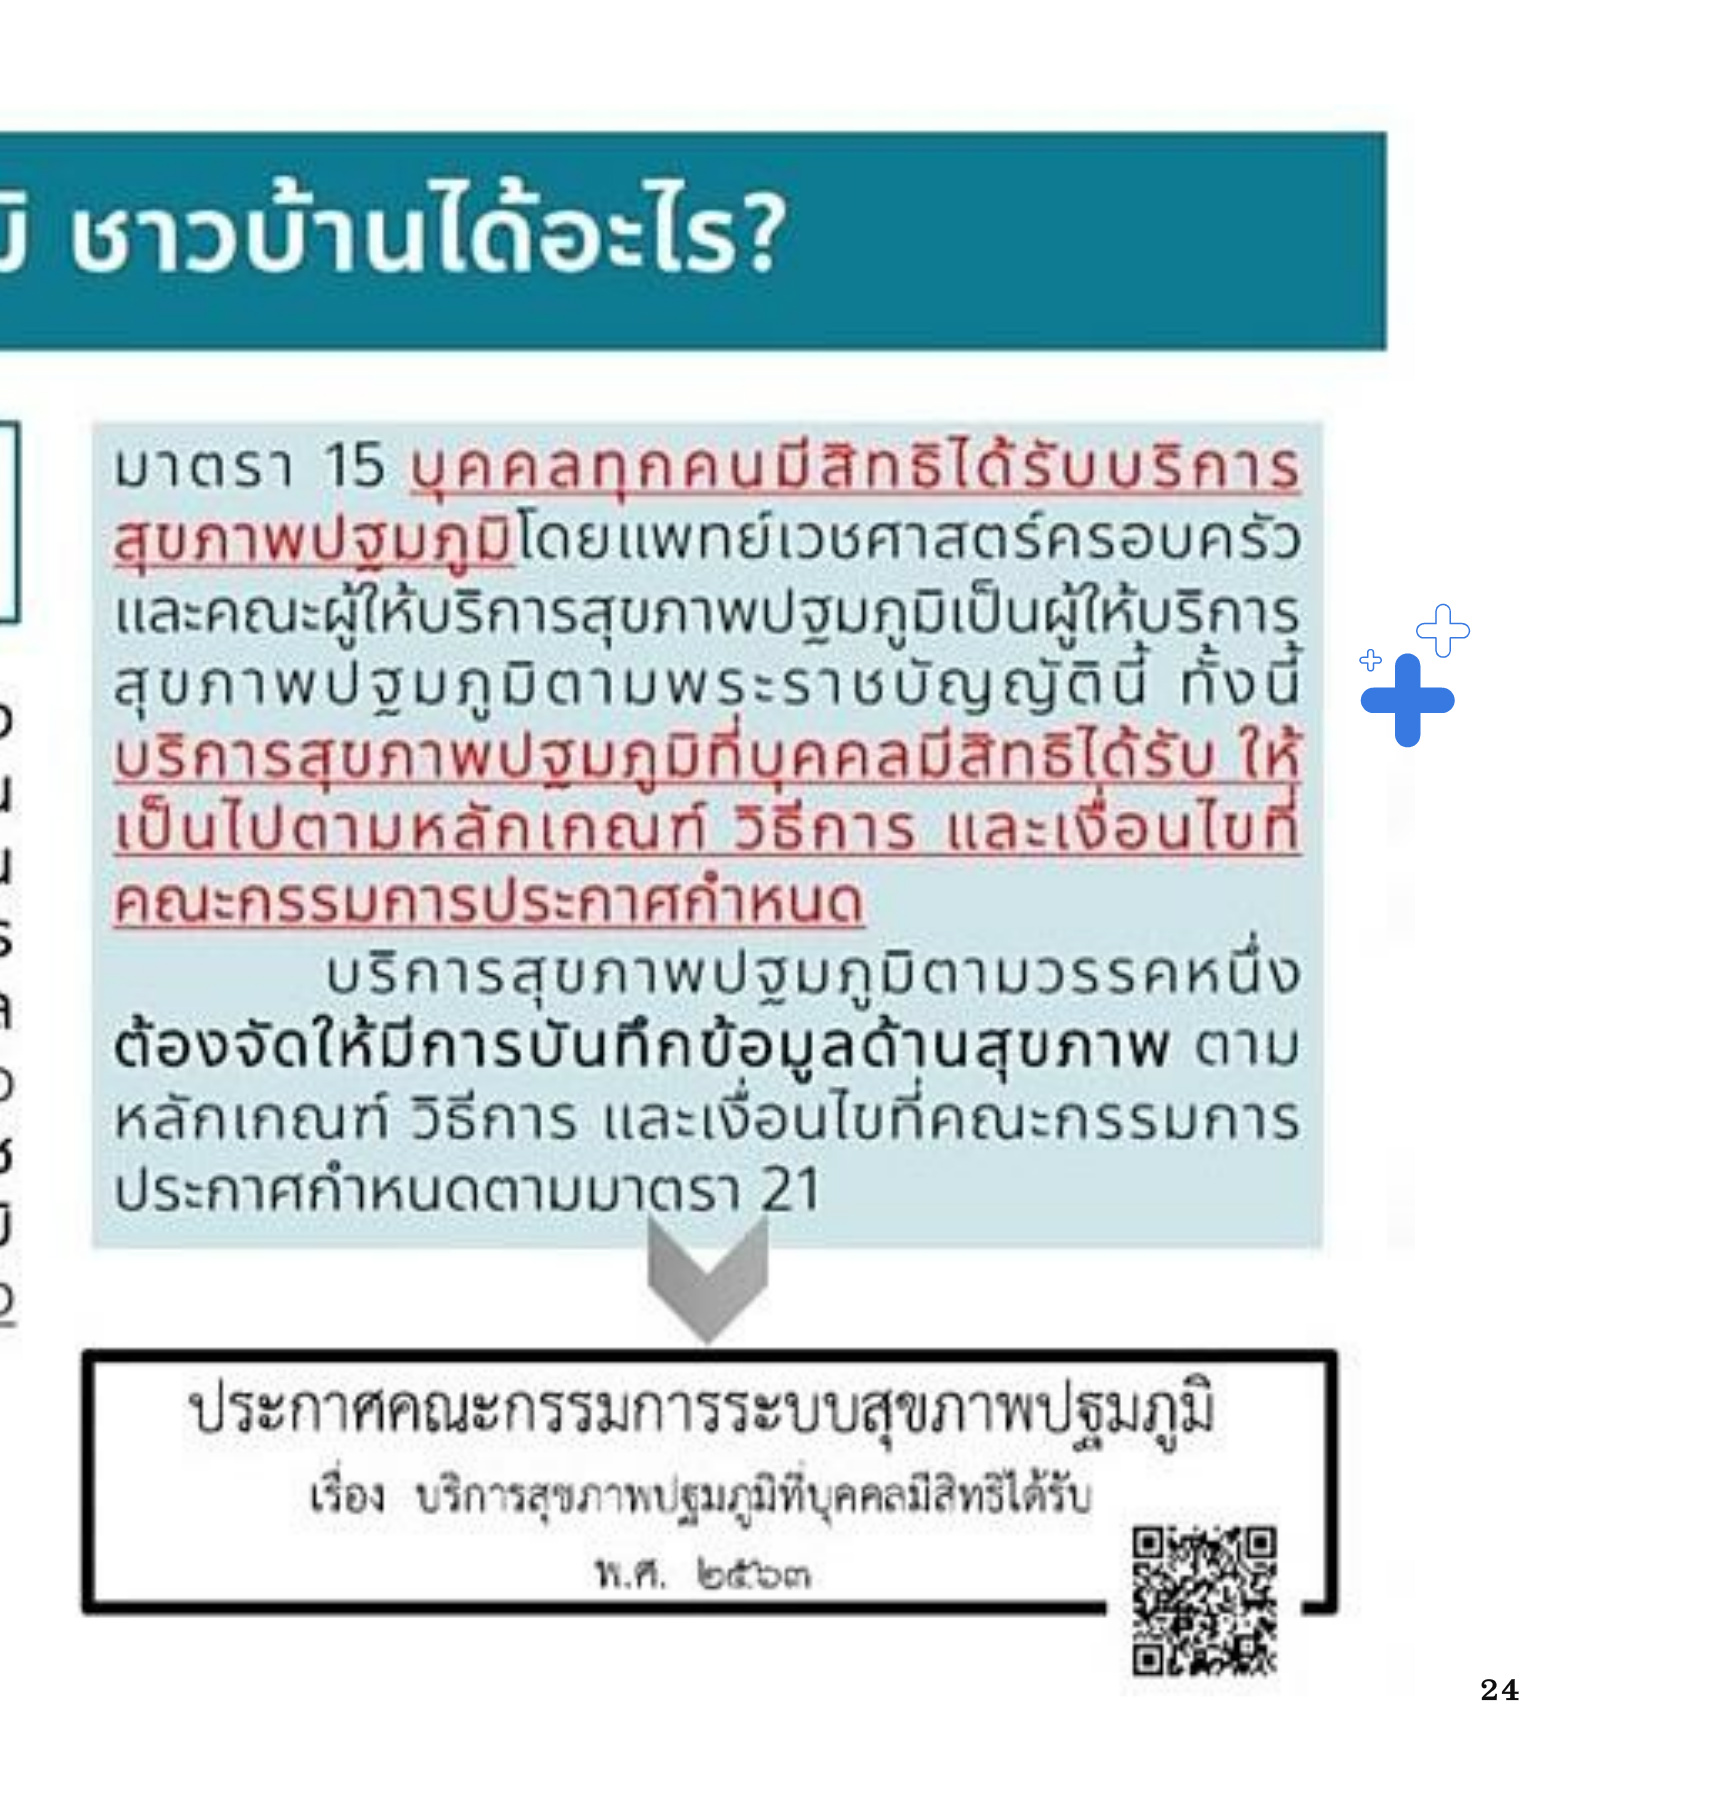 ชาวบ้านได้อะไร?
มาตรา 15 บุคคลทุกคนมีสิทธิได้รับบริการ
สุขภาพปฐมภูมิโดยแพทย์เวชศาสตร์ครอบครัว
และคณะผู้ให้บริการสุขภาพปฐมภูมิเป็นผู้ให้บริการ
สุขภาพปฐมภูมิตามพระราชบัญญัตินี้ ทั้งนี้
บริการสุขภาพปฐมภูมิที่บุคคลมีสิทธิได้รับ ให้
เป็นไปตามหลักเกณฑ์ วิธีการ และเงื่อนไขที่
คณะกรรมการประกาศกำหนด
บริการสุขภาพปฐมภูมิตามวรรคหนึ่ง
ต้องจัดให้มีการบันทึกข้อมูลด้านสุขภาพ ตาม
หลักเกณฑ์ วิธีการ และเงื่อนไขที่คณะกรรมการ
ประกาศกำหนดตามมาตรา 21
ประกาศคณะกรรมการระบบสุขภาพปฐมภูมิ
เรื่อง บริการสุขภาพปฐมภูมิที่บุคคลมีสิทธิได้รับ
พ.ศ. ๒๕๖๓
24